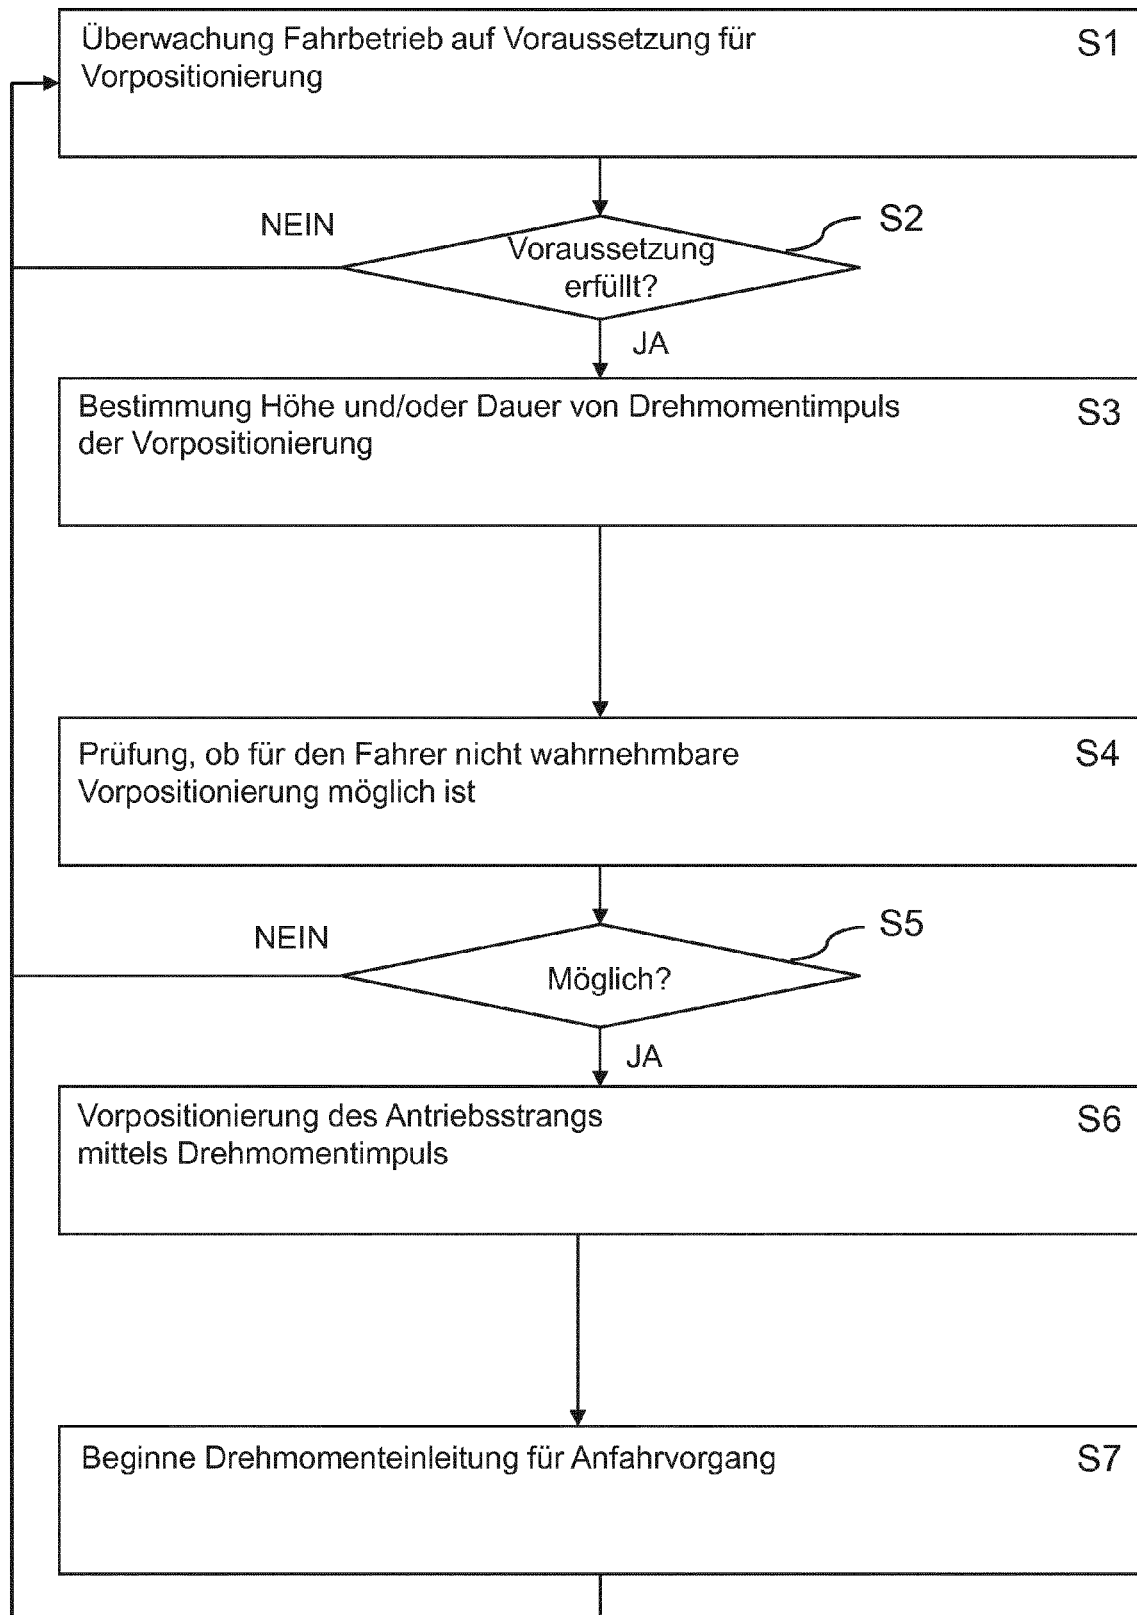 Überwachung Fahrbetrieb auf Voraussetzung für
Vorpositionierung
S1
NEIN
S2
Voraussetzung
erfüllt?
JA
Bestimmung Höhe und/oder Dauer von Drehmomentimpuls
der Vorpositionierung
S3
Prüfung, ob für den Fahrer nicht wahrnehmbare
Vorpositionierung möglich ist
S4
NEIN
S5
Möglich?
JA
Vorpositionierung des Antriebsstrangs
mittels Drehmomentimpuls
S6
Beginne Drehmomenteinleitung für Anfahrvorgang
S7